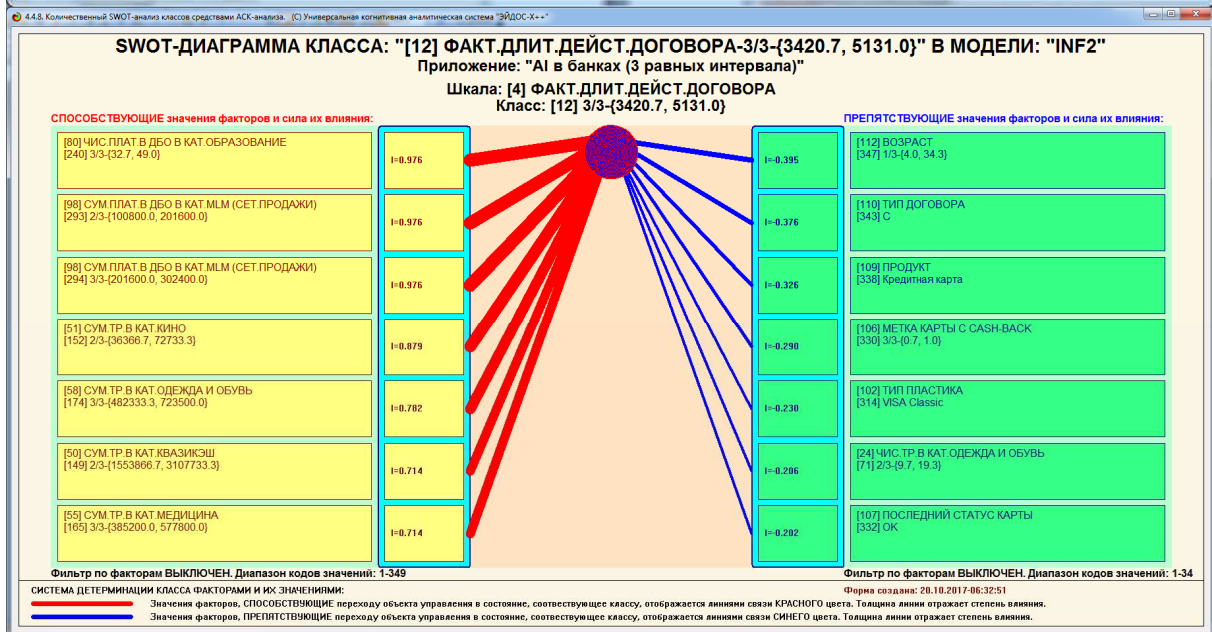 4.4.8. Количественный SWOT-анализ классов средствами АСК-анализа. (С) Универсальная когнитивная аналитическая система "ЭЙДОС-Х++"
SWOT-ДИАГРАММА КЛАССА: "[12] ФАКТ.ДЛИТ.ДЕЙСТ.ДОГОВОРА-3/3-{3420.7, 5131.0}" В МОДЕЛИ: "INF2"
Приложение: "AI в банках (3 равных интервала)"
Шкала: [4] ФАКТ.ДЛИТ.ДЕЙСТ.ДОГОВОРА
Класс: [12] 3/3-{3420.7, 5131.0}
СПОСОБСТВУЮЩИЕ значения факторов и сила их влияния:
[80] ЧИС.ПЛАТ.В ДБО В КАТ.ОБРАЗОВАНИЕ
[240] 3/3-{32.7, 49.0}
I=0.976
[98] СУМ.ПЛАТ.В ДБО В КАТ.MLM (СЕТ.ПРОДАЖИ)
[293] 2/3-{100800.0, 201600.0}
I=0.976
[98] СУМ.ПЛАТ.В ДБО В КАТ.MLM (СЕТ.ПРОДАЖИ)
[294] 3/3-{201600.0, 302400.0}
I=0.976
[51] СУМ.ТР.В КАТ.КИНО
[152] 2/3-{36366.7, 72733.3}
I=0.879
[58] СУМ.ТР.В КАТ.ОДЕЖДА И ОБУВЬ
[174] 3/3-{482333.3, 723500.0}
I=0.782
[50] СУМ.ТР.В КАТ.КВАЗИКЭШ
[149] 2/3-{1553866.7, 3107733.3}
I=0.714
[55] СУМ.ТР.В КАТ.МЕДИЦИНА
[165] 3/3-{385200.0, 577800.0}
I=0.714
Фильтр по факторам ВЫКЛЮЧЕН. Диапазон кодов значений: 1-349
ПРЕПЯТСТВУЮЩИЕ значения факторов и сила их влияния:
I=-0.395
[112] ВОЗРАСТ
[347] 1/3-{4.0, 34.3}
I=-0.376
[110] ТИП ДОГОВОРА
[343] С
I=-0.326
[109] ПРОДУКТ
[338] Кредитная карта
I=-0.290
[106] МЕТКА КАРТЫ С CASH-BACK
[330] 3/3-{0.7, 1.0}
I=-0.230
[102] ТИП ПЛАСТИКА
[314] VISA Classic
I=-0.206
[24] ЧИС.ТР.В КАТ.ОДЕЖДА И ОБУВЬ
[71] 2/3-{9.7, 19.3}
I=-0.202
[107] ПОСЛЕДНИЙ СТАТУС КАРТЫ
[332] OK
Фильтр по факторам ВЫКЛЮЧЕН. Диапазон кодов значений: 1-34
СИСТЕМА ДЕТЕРМИНАЦИИ КЛАССА ФАКТОРАМИ И ИХ ЗНАЧЕНИЯМИ:
Форма создана: 20.10.2017-06:32:51
Значения факторов, СПОСОБСТВУЮЩИЕ переходу объекта управления в состояние, соотвествующее классу, отображается линиями связи КРАСНОГО цвета. Толщина линии отражает степень влияния.
Значения факторов, ПРЕПЯТСТВУЮЩИЕ переходу объекта управления в состояние, соотвествующее классу, отображается линиями связи СИНЕГО цвета. Толщина линии отражает степень влияния.